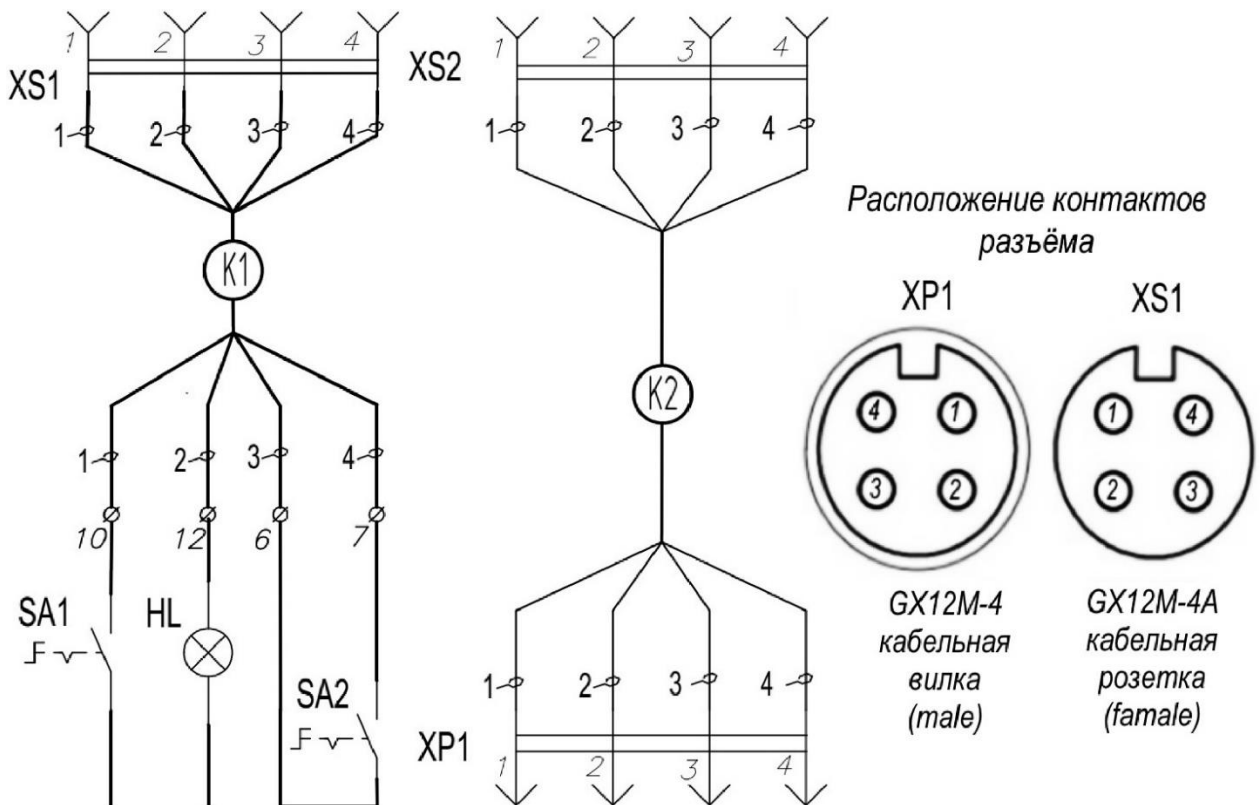 1 2 3 4
XS1
1 2 3 4
K1
1 2 3 4
10 12 6 7
SA1
HL
SA2
1 2 3 4
XS2
1 2 3 4
K2
1 2 3 4
XP1
1 2 3 4
Расположение контактов
разъёма
XP1
4 1
3 2
GX12M-4
кабельная
вилка
(male)
XS1
1 4
2 3
GX12M-4A
кабельная
розетка
(famale)